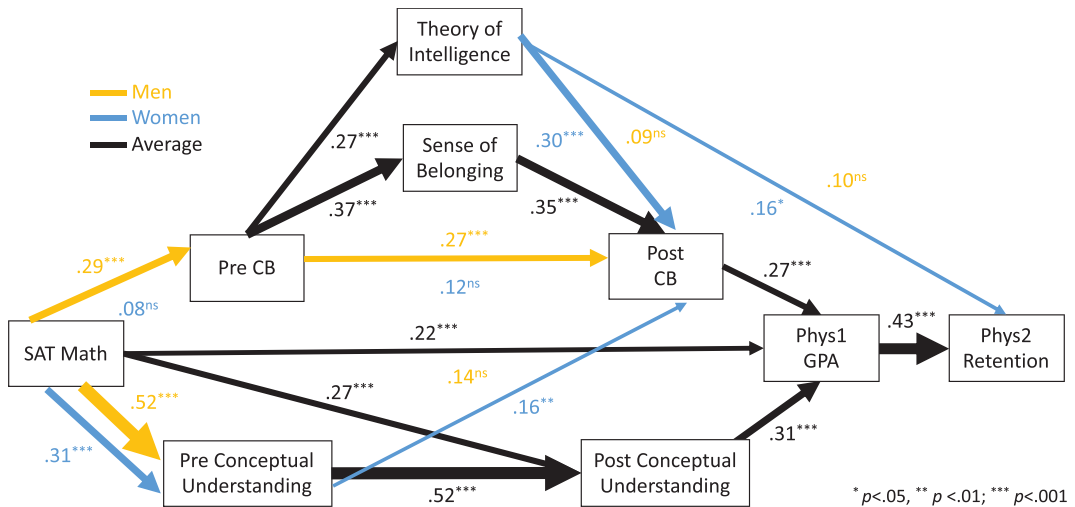 Theory of
Intelligence
Men
Women
Average
.27***
Sense of
Belonging
.30***
.09ns
.10ns
.37***
.35***
.16*
Pre CB
.27***
Post
CB
.29***
.27***
.08ns
.12ns
SAT Math
.22***
Phys1
GPA
.43***
Phys2
Retention
.52***
.27***
.14ns
.16**
.31***
.31***
Pre Conceptual
Understanding
.52***
Post Conceptual
Understanding
* p<.05, ** p <.01; *** p<.001